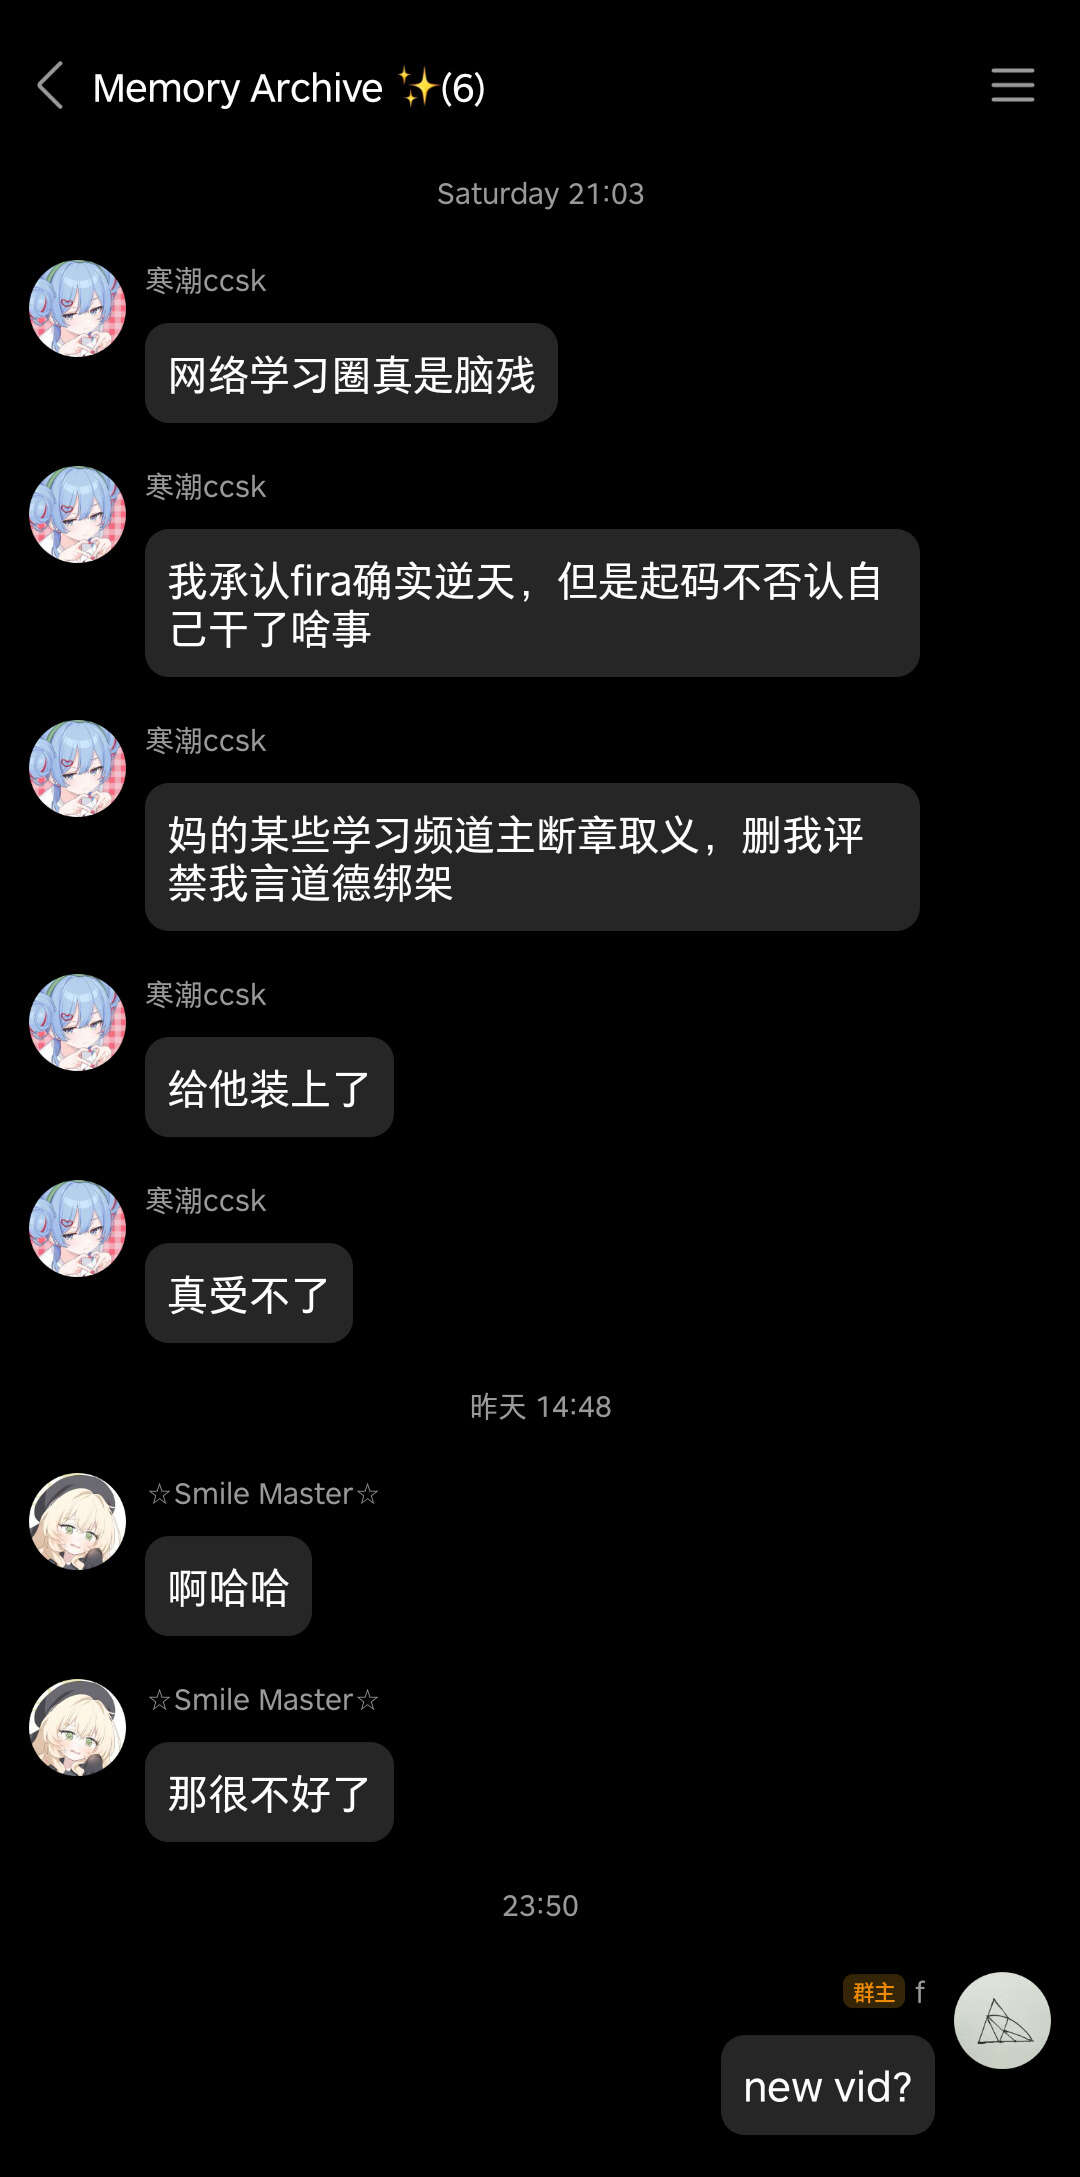 Memory Archive ✨(6)
Saturday 21:03
寒潮ccsk
网络学习圈真是脑残
寒潮ccsk
我承认fira确实逆天，但是起码不否认自
己干了啥事
寒潮ccsk
妈的某些学习频道主断章取义，删我评
禁我言道德绑架
寒潮ccsk
给他装上了
寒潮ccsk
真受不了
昨天 14:48
☆Smile Master☆
啊哈哈
☆Smile Master☆
那很不好了
23:50
群主 f
new vid?